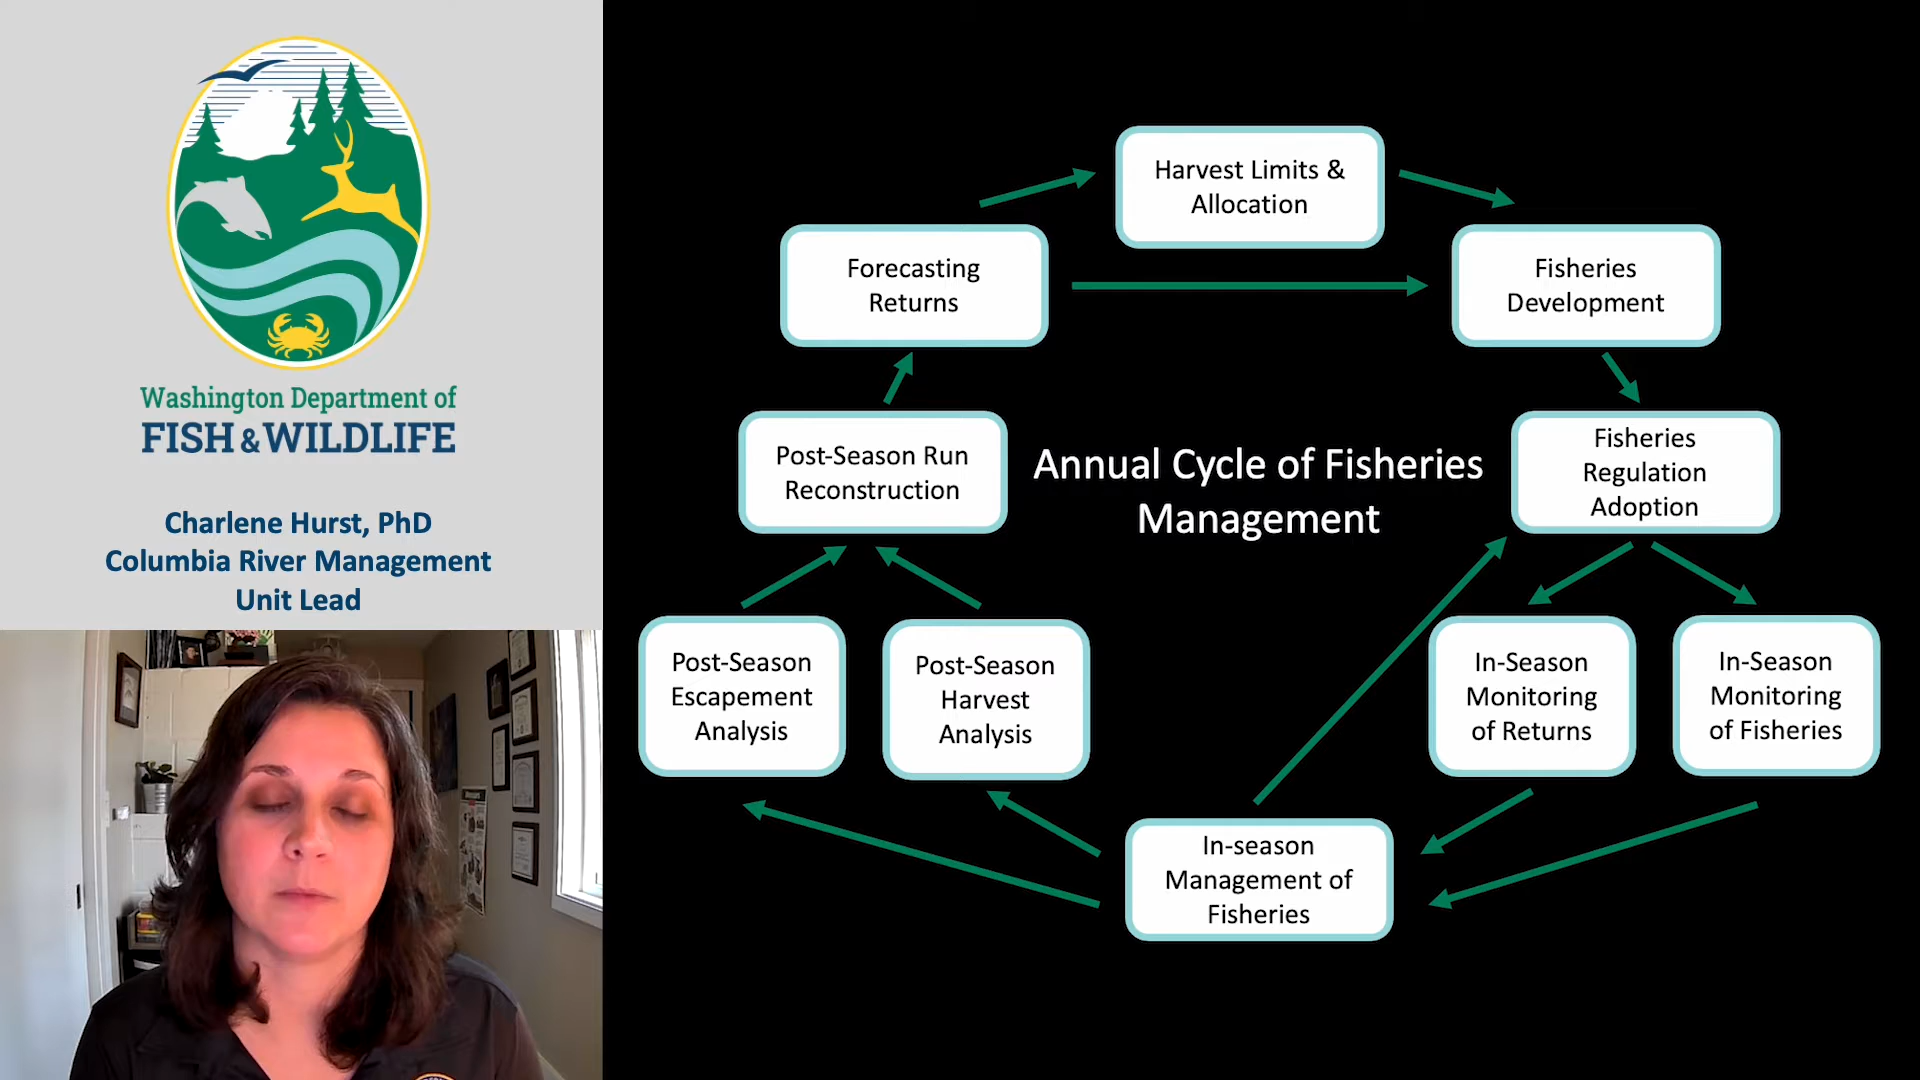 Washington Department of
FISH & WILDLIFE
Charlene Hurst, PhD
Columbia River Management
Unit Lead
Harvest Limits &
Allocation
Forecasting
Returns
Fisheries
Development
Post-Season Run
Reconstruction
Annual Cycle of Fisheries
Management
Fisheries
Regulation
Adoption
Post-Season
Escapement
Analysis
Post-Season
Harvest
Analysis
In-Season
Monitoring
of Returns
In-Season
Monitoring
of Fisheries
In-season
Management of
Fisheries